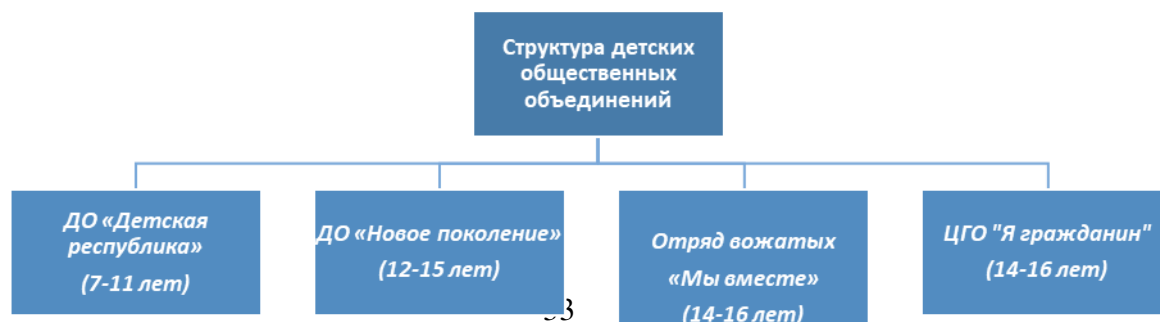 Структура детских
общественных
объединений
ДО «Детская
республика»
(7-11 лет)
ДО «Новое поколение»
(12-15 лет)
Отряд вожатых
«Мы вместе»
(14-16 лет)
ЦГО "Я гражданин"
(14-16 лет)